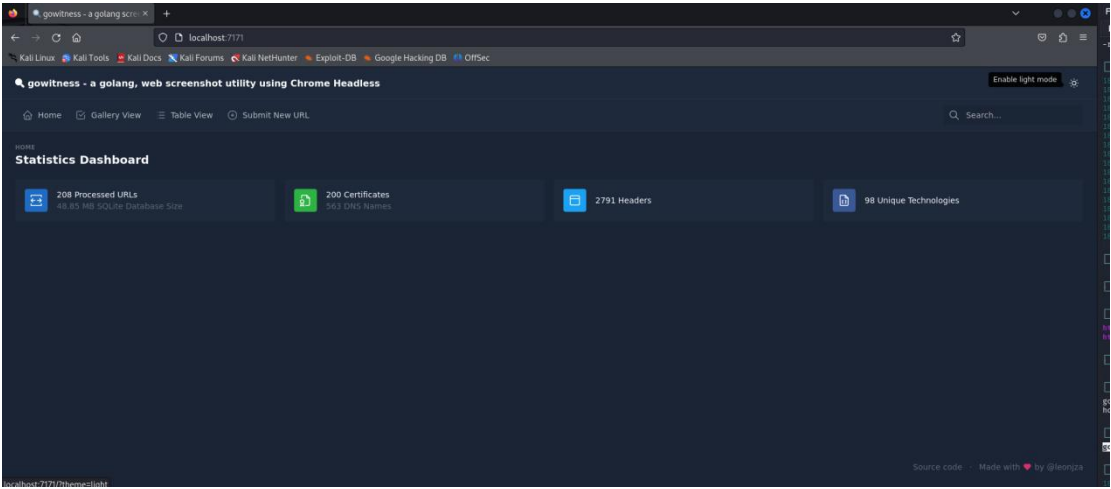 gowitness - a golang scree
localhost:7171
Kali Linux Kali Tools Kali Docs Kali Forums Kali NetHunter Exploit-DB Google Hacking DB OffSec
gowitness - a golang, web screenshot utility using Chrome Headless
Enable light mode
Home Gallery View Table View Submit New URL
Search...
HOME
Statistics Dashboard
208 Processed URLs
48.85 MB SQLite Database Size
200 Certificates
563 DNS Names
2791 Headers
98 Unique Technologies
Source code · Made with ❤ by @leonjza
localhost:7171/?theme=light